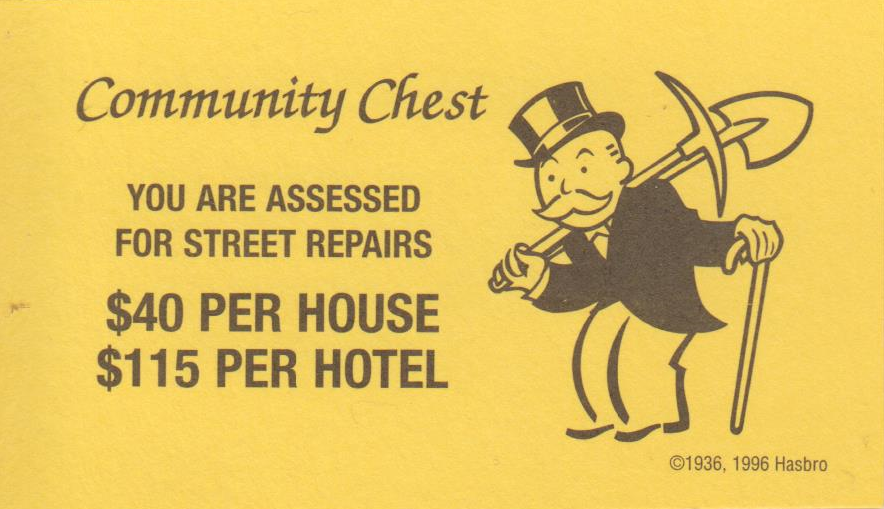 Community Chest
YOU ARE ASSESSED
FOR STREET REPAIRS
$40 PER HOUSE
$115 PER HOTEL
©1936, 1996 Hasbro